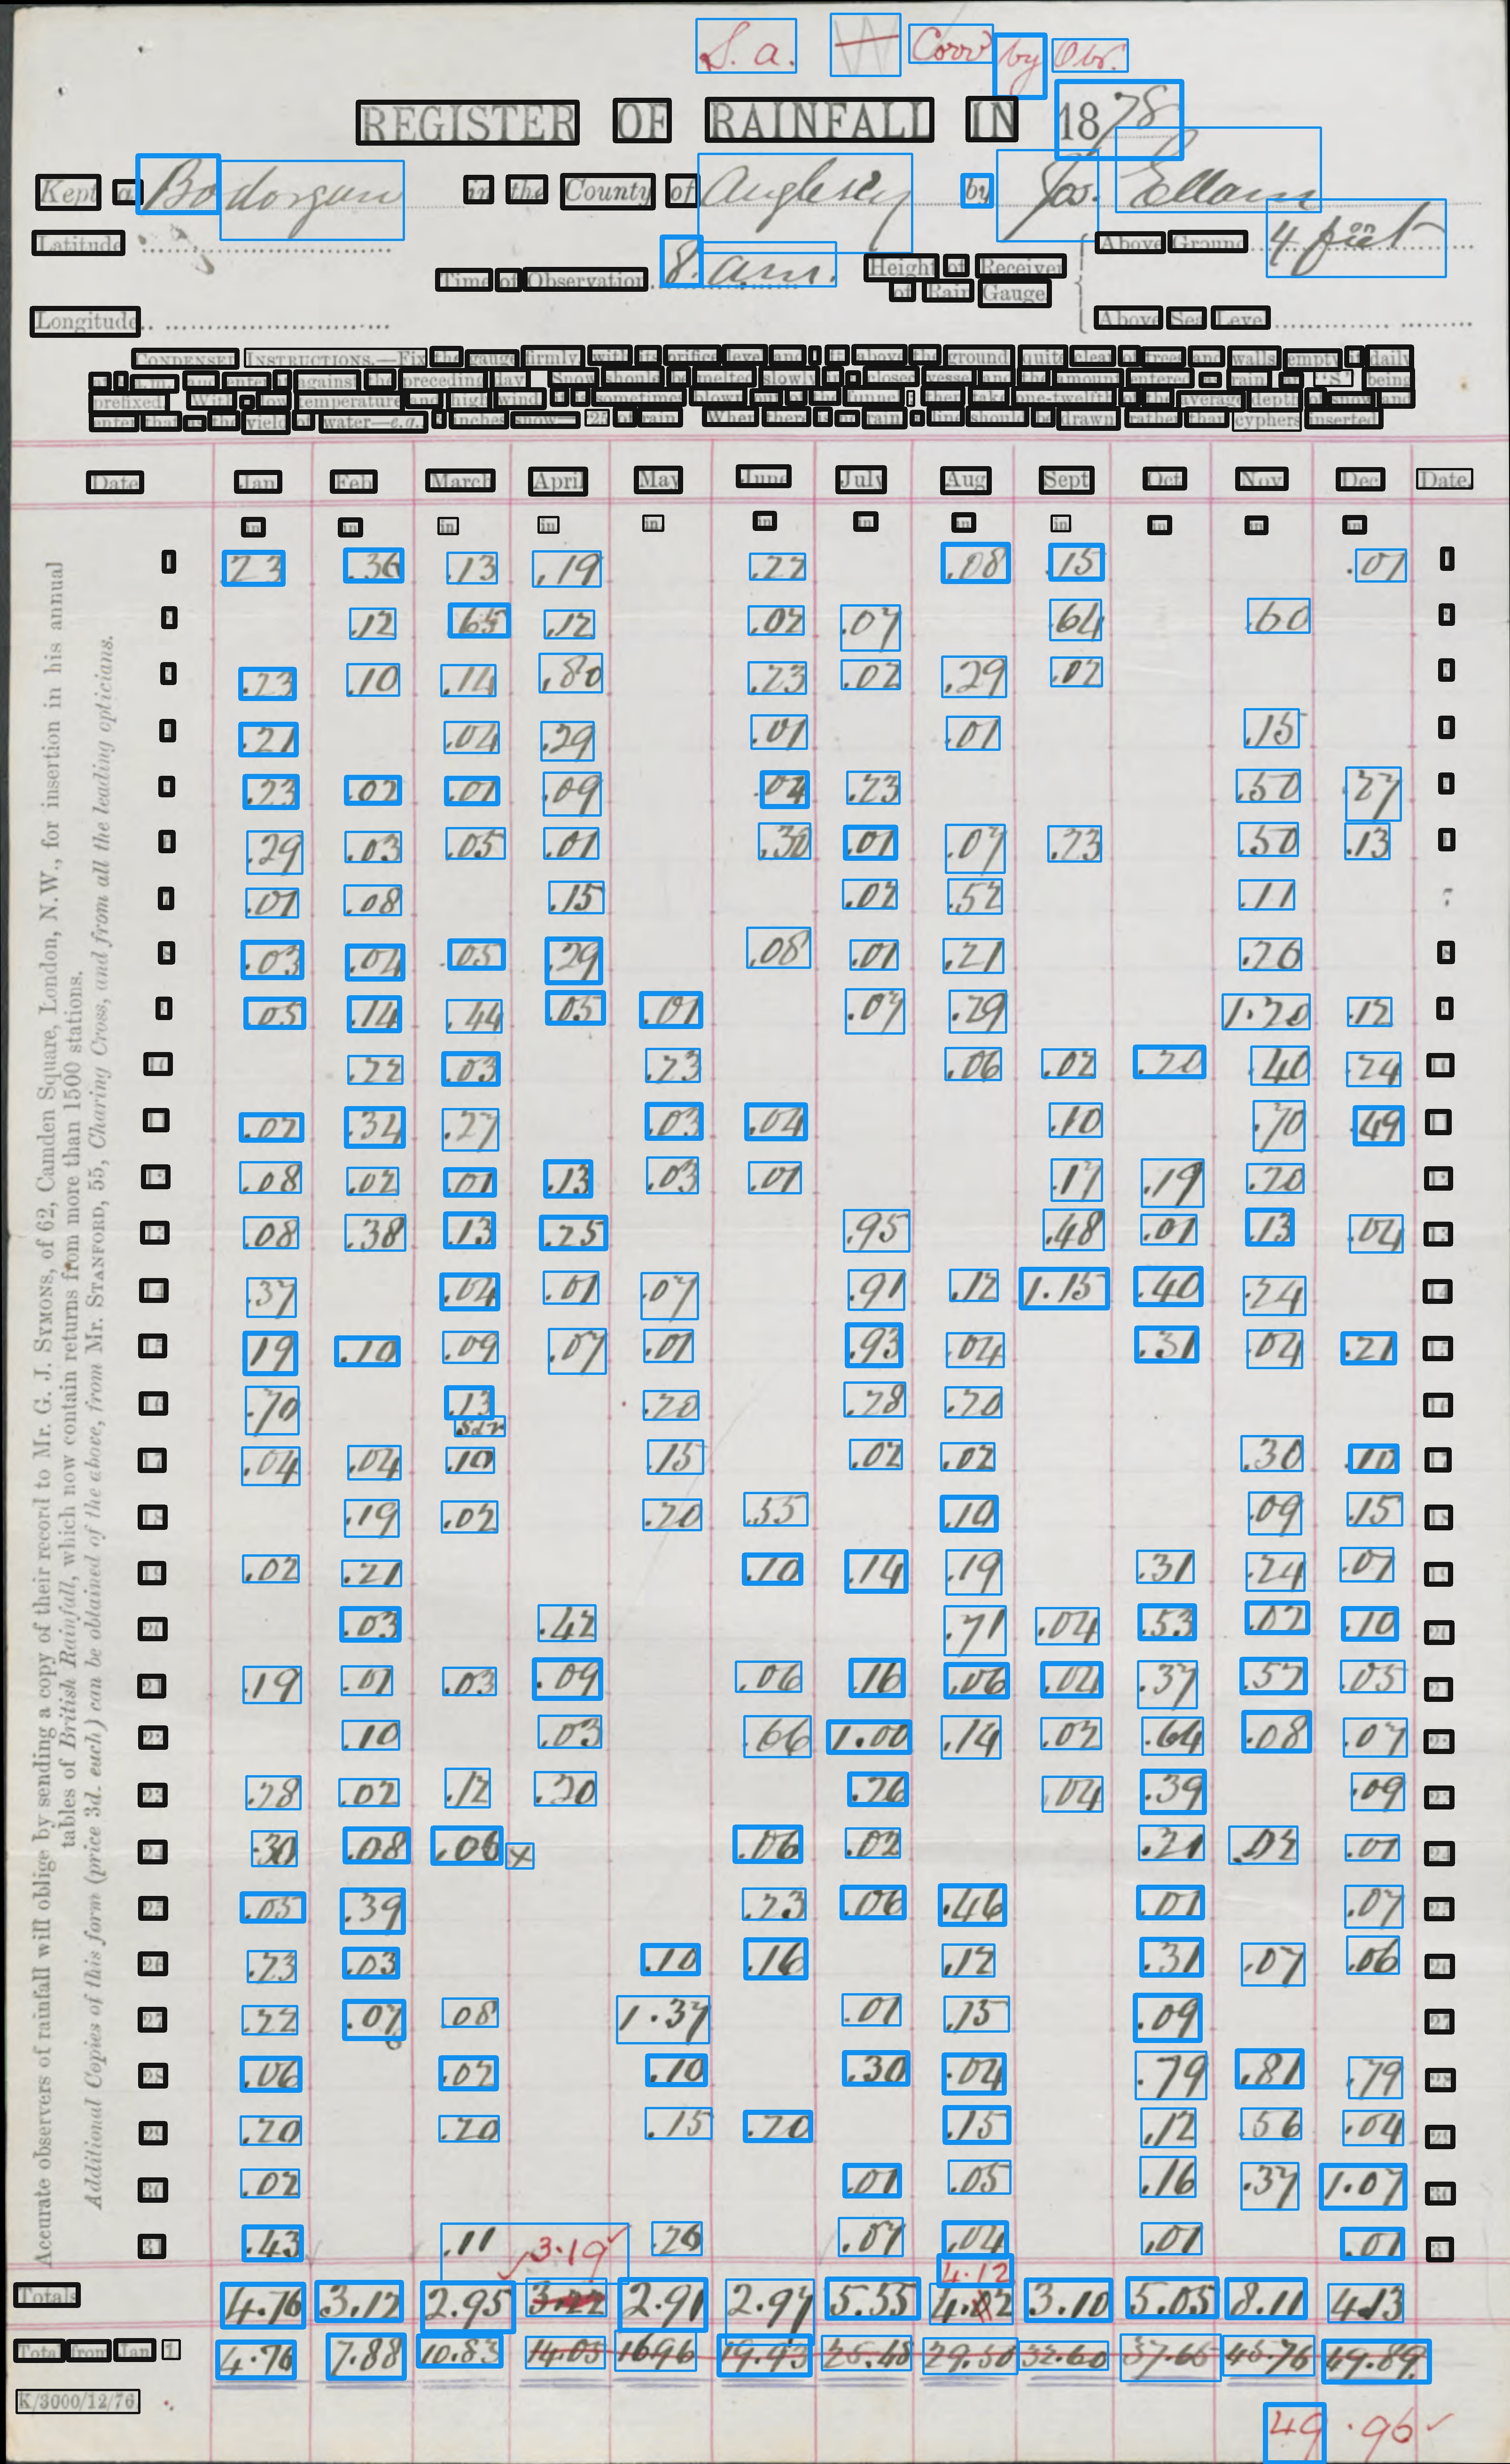 S. a. W Corrd by Obr.
REGISTER OF RAINFALL IN 1878
Kept at Bodorgan in the County of Anglesey by Jos. Ellam
Latitude
Time of Observation 8. am. Height of Receiver of Rain Gauge Above Ground 4 feet on
Longitude Above Sea Level
CONDENSED INSTRUCTIONS.—Fix the gauge firmly, with its orifice level and 1 ft. above the ground, quite clear of trees and walls, empty it daily
at 9 a.m., and enter it against the preceding day. Snow should be melted slowly in a closed vessel and the amount entered as rain, an "S" being
prefixed. With a low temperature and high wind it is sometimes blown out of the funnel; then take one-twelfth of the average depth of snow and
enter that as the yield of water—e.g. 3 inches snow=.25 of rain. When there is no rain, a line should be drawn rather than cyphers inserted.
Date. Jan. Feb. March. April. May. June. July. Aug. Sept. Oct. Nov. Dec. Date.
in. in. in. in. in. in. in. in. in. in. in. in.
1 .23 .36 .13 .19 .22 .08 .15 .01 1
2 .12 .65 .12 .02 .07 .64 .60 2
3 .23 .10 .14 .80 .23 .02 .29 .02 3
4 .21 .04 .29 .01 .01 .15 4
5 .23 .02 .01 .09 .04 .23 .50 .27 5
6 .29 .03 .05 .01 .30 .01 .07 .23 .50 .13 6
7 .01 .08 .15 .02 .52 .11 7
8 .03 .04 .05 .29 .08 .01 .21 .26 8
9 .05 .14 .44 .05 .01 .07 .29 1.20 .12 9
10 .22 .03 .23 .06 .02 .20 .40 .24 10
11 .02 .34 .27 .03 .04 .10 .70 .49 11
12 .08 .02 .01 .13 .03 .01 .17 .19 .20 12
13 .08 .38 .13 .25 .95 .48 .01 .13 .04 13
14 .37 .04 .01 .07 .91 .12 1.15 .40 .24 14
15 .19 .10 .09 .07 .01 .93 .04 .31 .04 .21 15
16 .70 .13 .20 .28 .20 16
17 .04 .04 .10 .15 .02 .02 .30 .10 17
18 .19 .02 .20 .55 .10 .09 .15 18
19 .02 .21 .10 .14 .19 .31 .24 .07 19
20 .03 .42 .71 .04 .53 .02 .10 20
21 .19 .01 .03 .09 .06 .16 .06 .04 .37 .52 .05 21
22 .10 .03 .66 1.00 .14 .02 .64 .08 .07 22
23 .28 .02 .12 .20 .26 .04 .39 .09 23
24 .30 .08 .06 x .06 .02 .21 .02 .01 24
25 .05 .39 .23 .06 .46 .01 .07 25
26 .23 .03 .10 .16 .12 .31 .07 .06 26
27 .22 .07 .08 1.37 .01 .15 .09 27
28 .06 .02 .10 .30 .04 .79 .81 .79 28
29 .20 .20 .15 .20 .15 .12 .56 .04 29
30 .02 .01 .05 .16 .37 1.07 30
31 .43 .11 .26 .07 .04 .01 .01 31
3.19 4.12
Totals 4.76 3.12 2.95 3.22 2.91 2.97 5.55 4.02 3.10 5.05 8.11 4.13
Total from Jan. 1 4.76 7.88 10.83 14.05 16.96 19.93 25.48 29.50 32.60 37.65 45.76 49.89
K/3000/12/76.
49.96
Accurate observers of rainfall will oblige by sending a copy of their record to Mr. G. J. SYMONS, of 62, Camden Square, London, N.W., for insertion in his annual
tables of British Rainfall, which now contain returns from more than 1500 stations.
Additional Copies of this form (price 3d. each) can be obtained of the above, from Mr. STANFORD, 55, Charing Cross, and from all the leading opticians.